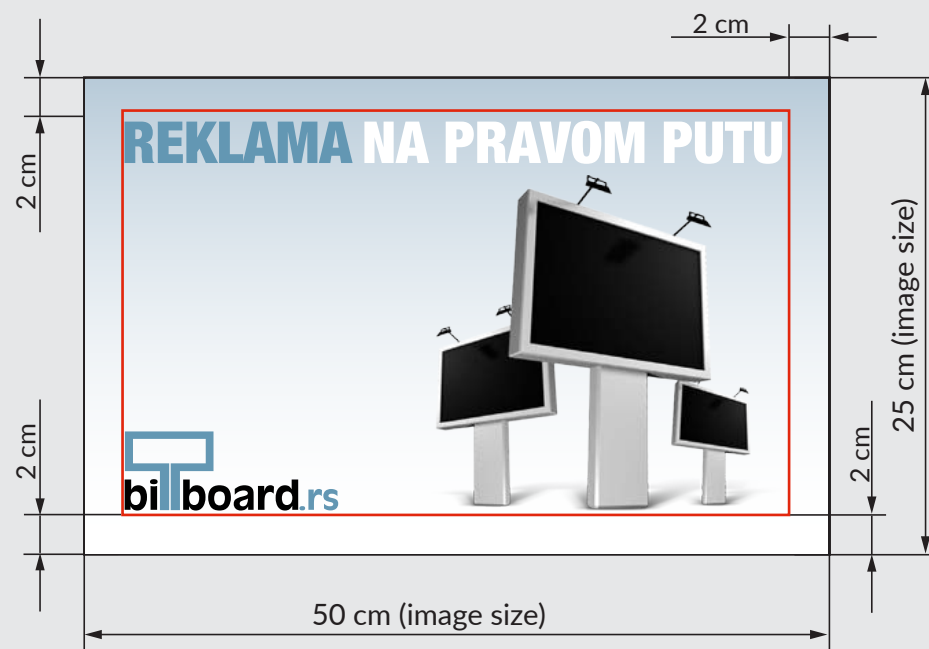 2 cm
REKLAMA NA PRAVOM PUTU
2 cm
25 cm (image size)
2 cm
2 cm
billboard.rs
50 cm (image size)